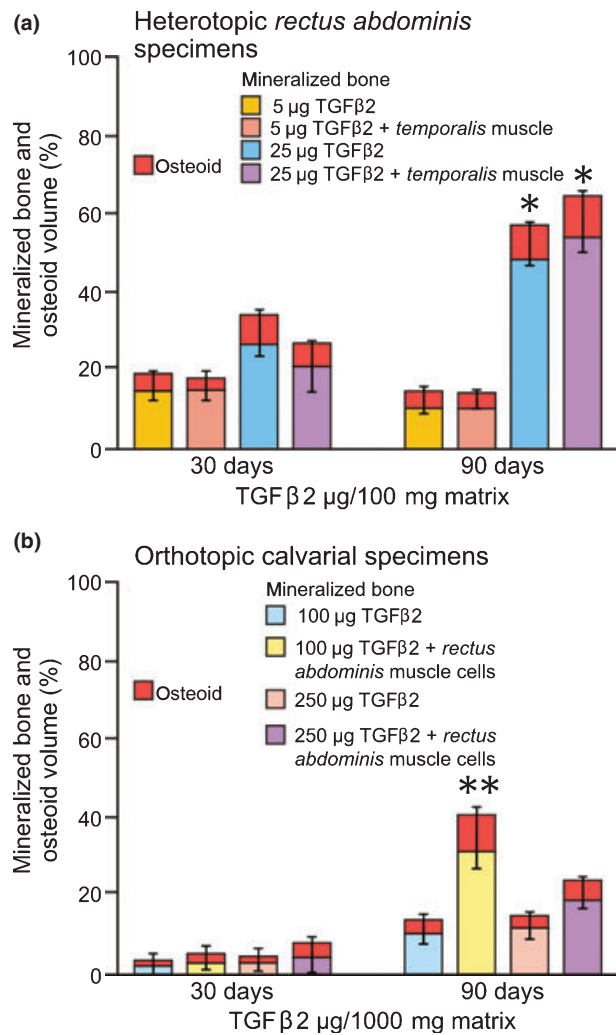 (a)
Heterotopic rectus abdominis
specimens
100
80
60
40
20
0
Mineralized bone and
osteoid volume (%)
Osteoid
Mineralized bone
5 µg TGFβ2
5 µg TGFβ2 + temporalis muscle
25 µg TGFβ2
25 µg TGFβ2 + temporalis muscle
*
*
30 days
90 days
TGFβ2 µg/100 mg matrix
(b)
Orthotopic calvarial specimens
100
80
60
40
20
0
Mineralized bone and
osteoid volume (%)
Osteoid
Mineralized bone
100 µg TGFβ2
100 µg TGFβ2 + rectus
abdominis muscle cells
250 µg TGFβ2
250 µg TGFβ2 + rectus
abdominis muscle cells
**
30 days
90 days
TGFβ2 µg/1000 mg matrix